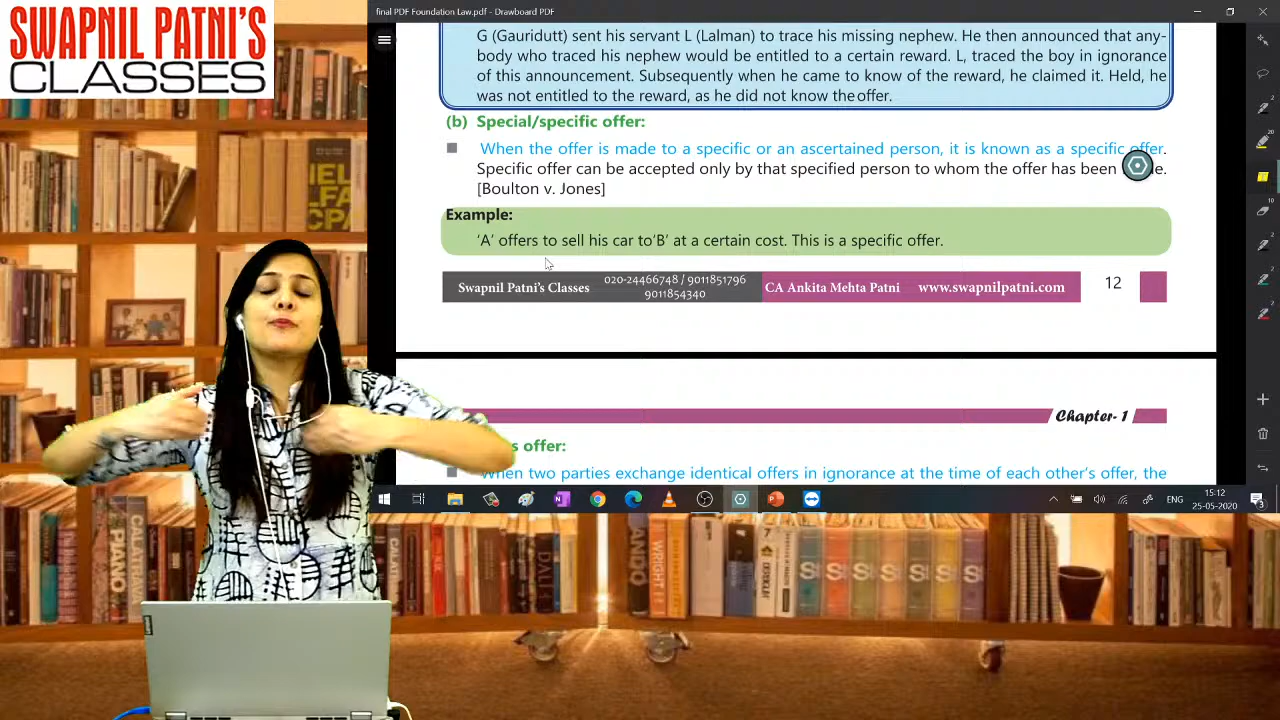 SWAPNIL PATNI'S
CLASSES
final PDF Foundation Law.pdf - Drawboard PDF
G (Gauridutt) sent his servant L (Lalman) to trace his missing nephew. He then announced that any-
body who traced his nephew would be entitled to a certain reward. L, traced the boy in ignorance
of this announcement. Subsequently when he came to know of the reward, he claimed it. Held, he
was not entitled to the reward, as he did not know the offer.
(b) Special/specific offer:
When the offer is made to a specific or an ascertained person, it is known as a specific offer.
Specific offer can be accepted only by that specified person to whom the offer has been
[Boulton v. Jones]
Example:
'A' offers to sell his car to 'B' at a certain cost. This is a specific offer.
Swapnil Patni's Classes 020-24466748 / 9011851796 CA Ankita Mehta Patni www.swapnilpatni.com 12
9011854340
Chapter- 1
offer:
When two parties exchange identical offers in ignorance at the time of each other's offer, the
ENG
15:12
25-05-2020
PIANO
WRIGHT
DALI